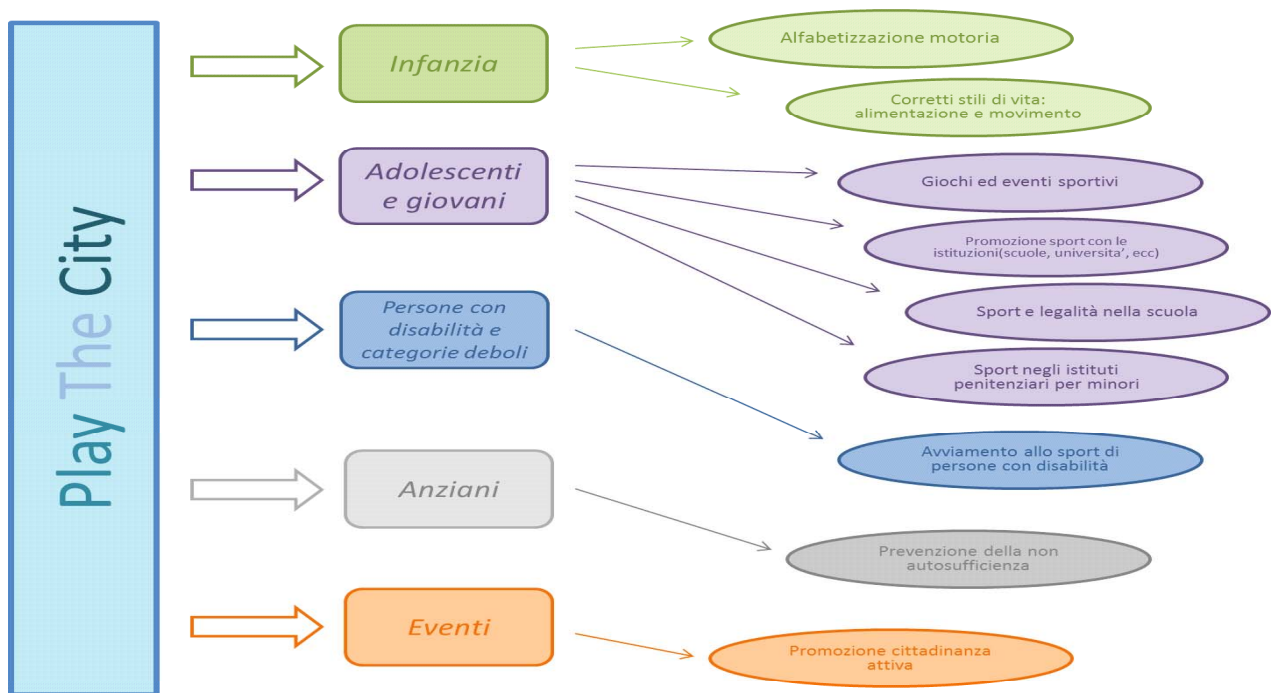 Play The City
Infanzia
Alfabetizzazione motoria
Corretti stili di vita:
alimentazione e movimento
Adolescenti
e giovani
Giochi ed eventi sportivi
Promozione sport con le
istituzioni(scuole, universita’, ecc)
Sport e legalità nella scuola
Sport negli istituti
penitenziari per minori
Persone con
disabilità e
categorie deboli
Avviamento allo sport di
persone con disabilità
Anziani
Prevenzione della non
autosufficienza
Eventi
Promozione cittadinanza
attiva